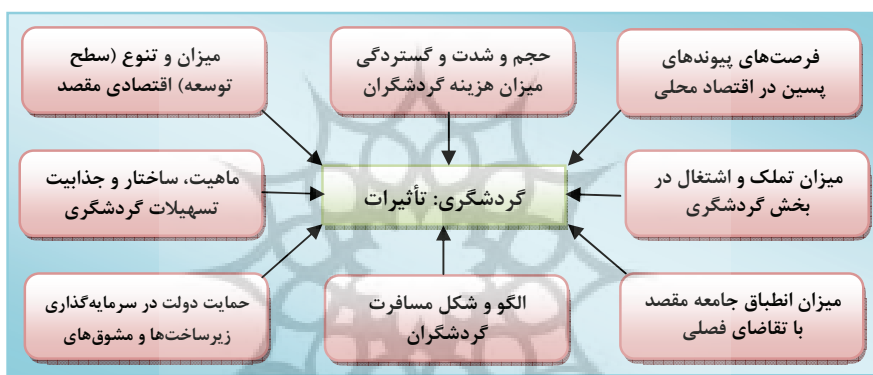 فرصت‌های پیوندهای
پسین در اقتصاد محلی
حجم و شدت و گستردگی
میزان هزینه گردشگران
میزان و تنوع (سطح
توسعه) اقتصادی مقصد
میزان تملک و اشتغال در
بخش گردشگری
گردشگری: تأثیرات
ماهیت، ساختار و جذابیت
تسهیلات گردشگری
میزان انطباق جامعه مقصد
با تقاضای فصلی
الگو و شکل مسافرت
گردشگران
حمایت دولت در سرمایه‌گذاری
زیرساخت‌ها و مشوق‌های